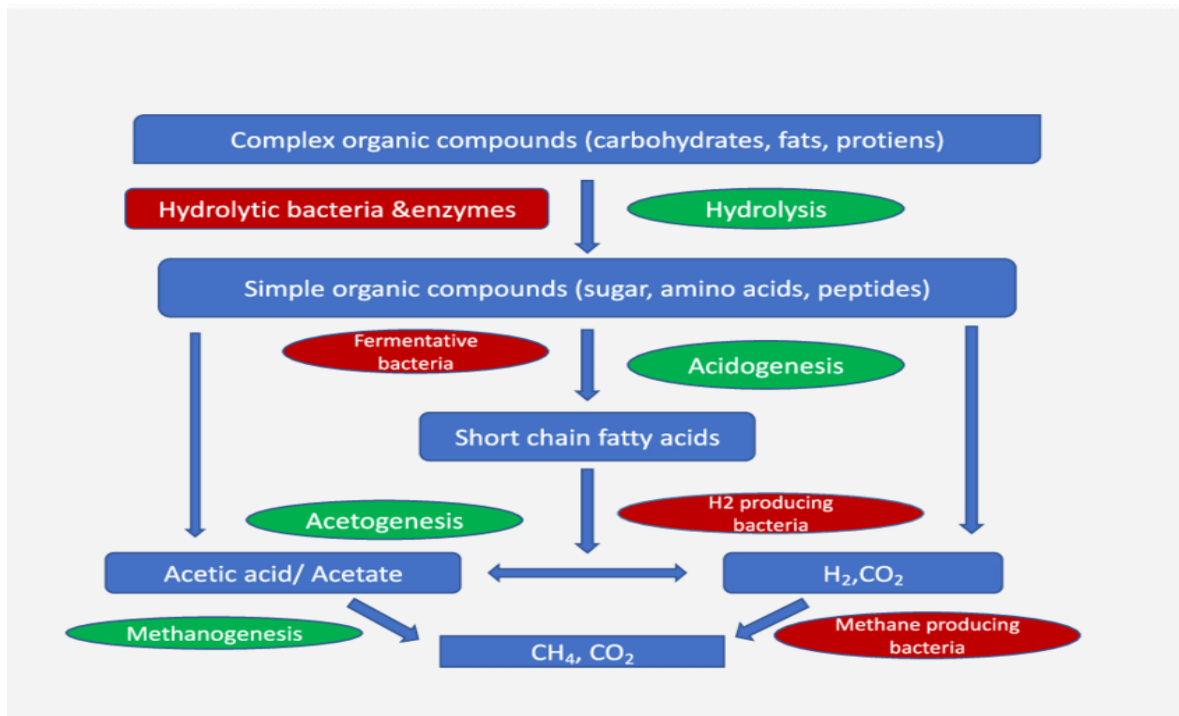 Complex organic compounds (carbohydrates, fats, protiens)
Hydrolytic bacteria &enzymes
Hydrolysis
Simple organic compounds (sugar, amino acids, peptides)
Fermentative
bacteria
Acidogenesis
Short chain fatty acids
H2 producing
bacteria
Acetogenesis
Acetic acid/ Acetate
H₂,CO₂
Methanogenesis
Methane producing
bacteria
CH₄, CO₂